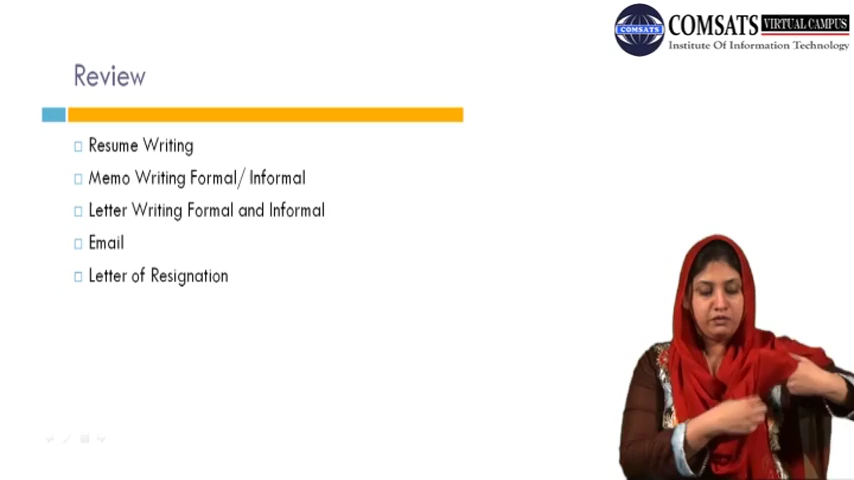 COMSATS VIRTUAL CAMPUS
COMSATS
Institute Of Information Technology
Review
Resume Writing
Memo Writing Formal/ Informal
Letter Writing Formal and Informal
Email
Letter of Resignation